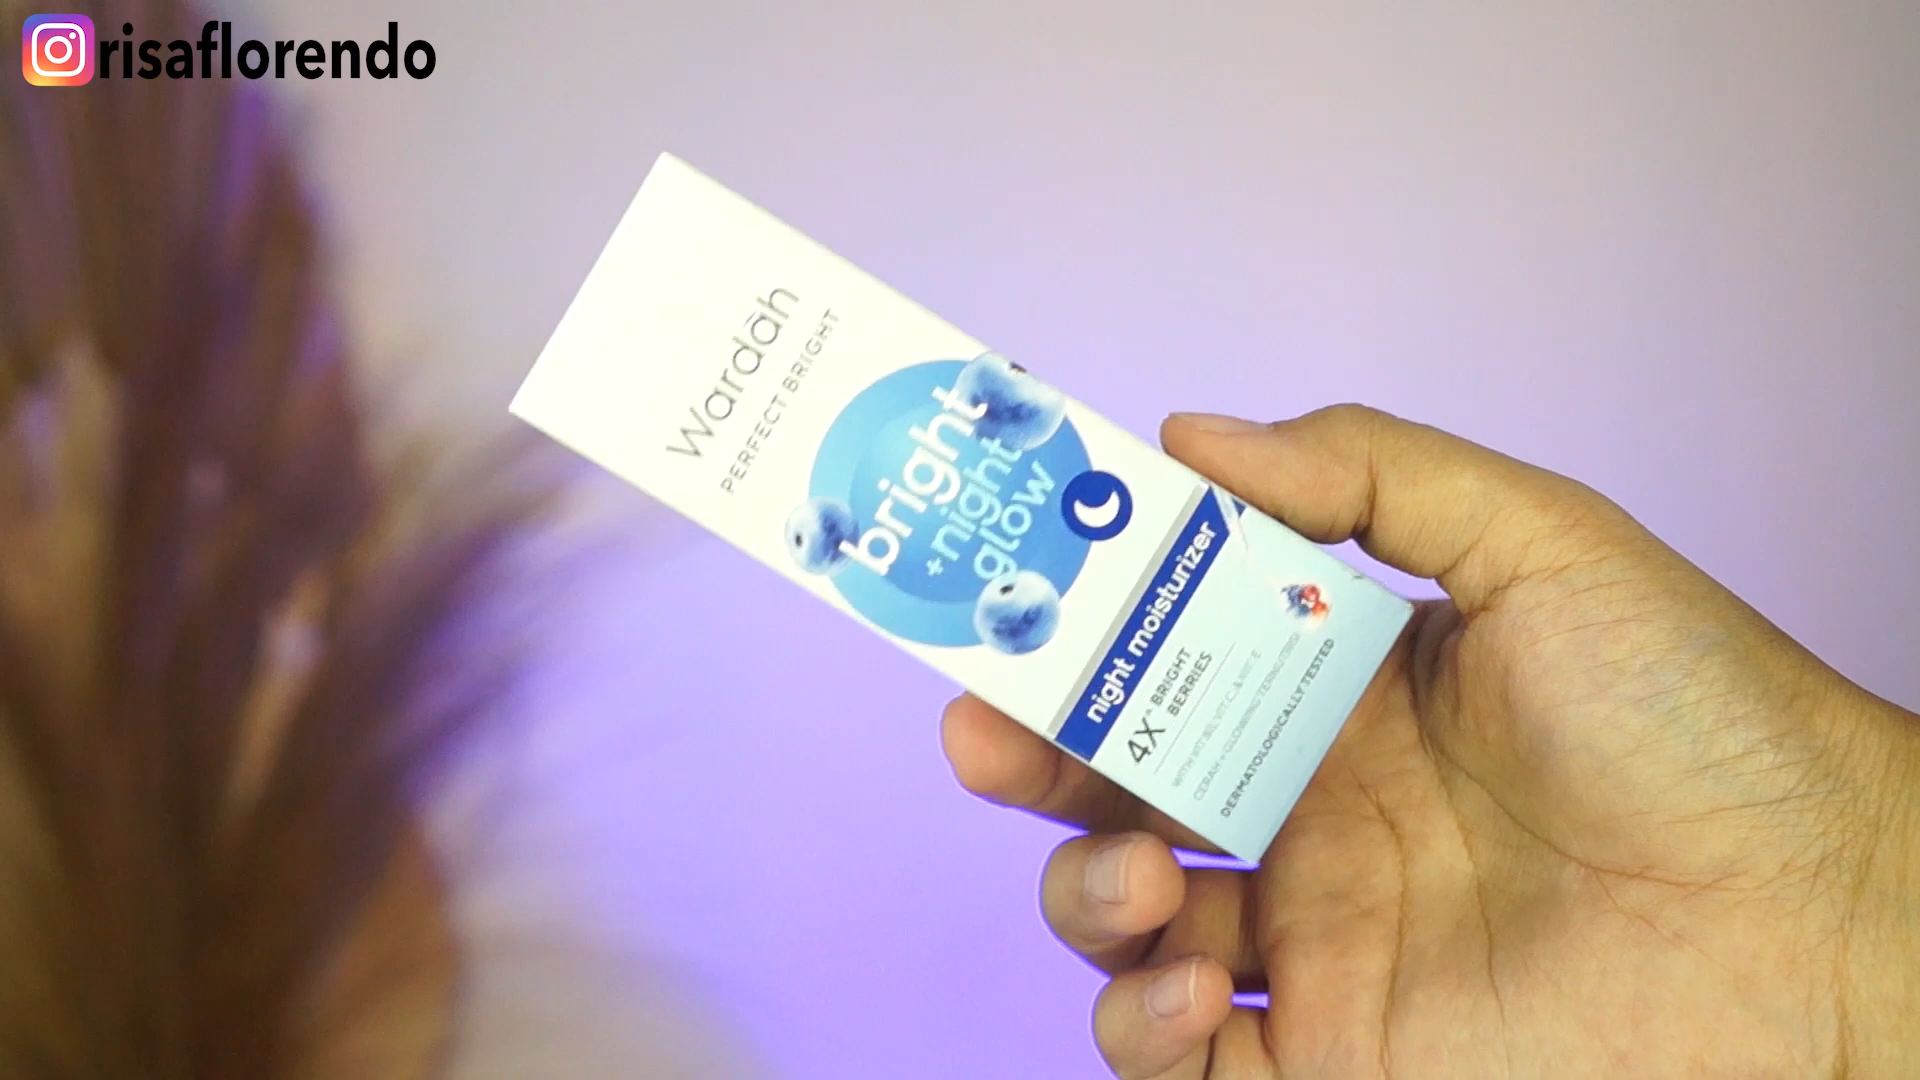 risaflorendo
Wardah
PERFECT BRIGHT
bright
+night
glow
night moisturizer
4X BRIGHT
BERRIES
DERMATOLOGICALLY TESTED